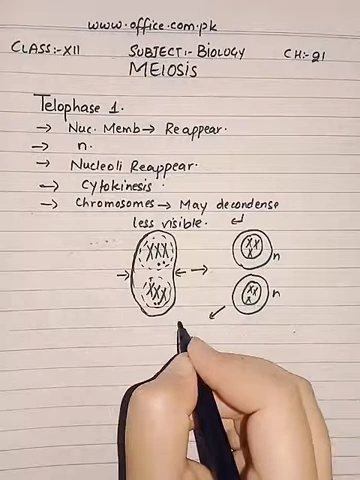 www.office.com.pk
CLASS:-XII SUBJECT:- BIOLOGY CH:-21
MEIOSIS
Telophase 1.
→ Nuc. Memb → Reappear.
→ n.
→ Nucleoli Reappear.
→ Cytokinesis.
→ Chromosomes → May decondense
less visible.
n
n